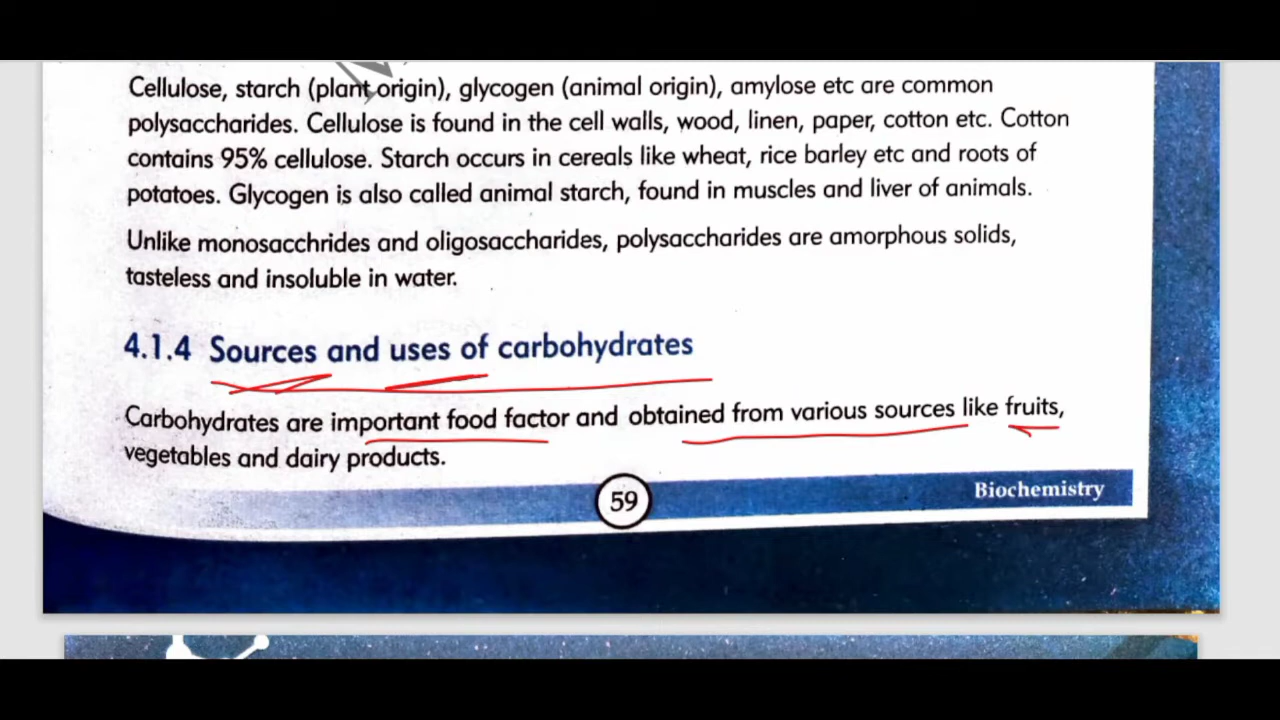 Cellulose, starch (plant origin), glycogen (animal origin), amylose etc are common
polysaccharides. Cellulose is found in the cell walls, wood, linen, paper, cotton etc. Cotton
contains 95% cellulose. Starch occurs in cereals like wheat, rice barley etc and roots of
potatoes. Glycogen is also called animal starch, found in muscles and liver of animals.
Unlike monosacchrides and oligosaccharides, polysaccharides are amorphous solids,
tasteless and insoluble in water.
4.1.4 Sources and uses of carbohydrates
Carbohydrates are important food factor and obtained from various sources like fruits,
vegetables and dairy products.
59
Biochemistry